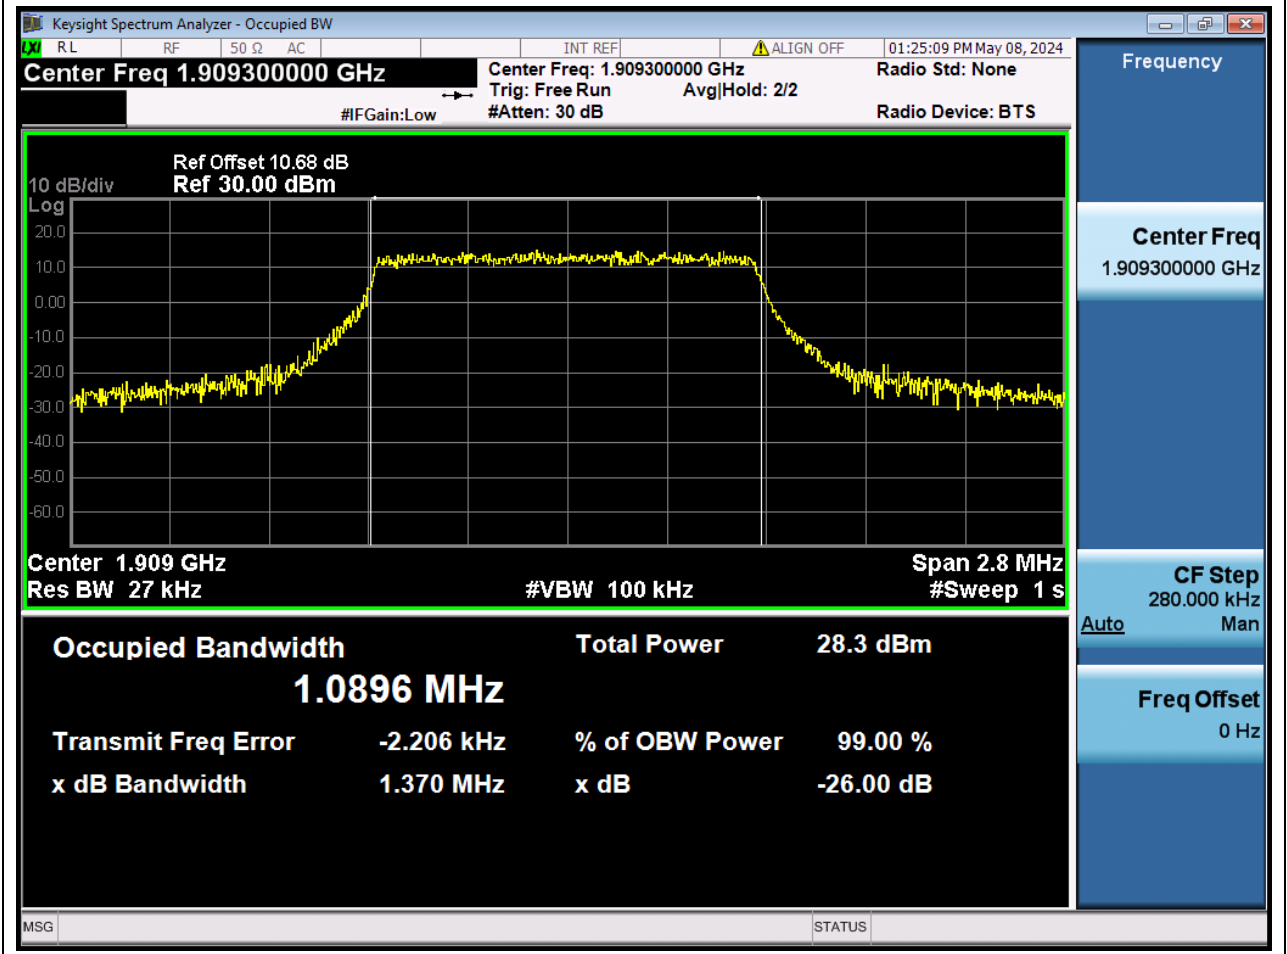 Keysight Spectrum Analyzer - Occupied BW
LXI RL RF 50 Ω AC INT REF ALIGN OFF 01:25:09 PM May 08, 2024
Center Freq 1.909300000 GHz
#IFGain:Low
Center Freq: 1.909300000 GHz
Trig: Free Run Avg|Hold: 2/2
#Atten: 30 dB
Radio Std: None
Radio Device: BTS
Ref Offset 10.68 dB
10 dB/div Ref 30.00 dBm
Log
20.0
10.0
0.00
-10.0
-20.0
-30.0
-40.0
-50.0
-60.0
Center 1.909 GHz Span 2.8 MHz
Res BW 27 kHz #VBW 100 kHz #Sweep 1 s
Occupied Bandwidth Total Power 28.3 dBm
1.0896 MHz
Transmit Freq Error -2.206 kHz % of OBW Power 99.00 %
x dB Bandwidth 1.370 MHz x dB -26.00 dB
Frequency
Center Freq
1.909300000 GHz
CF Step
280.000 kHz
Auto Man
Freq Offset
0 Hz
MSG STATUS